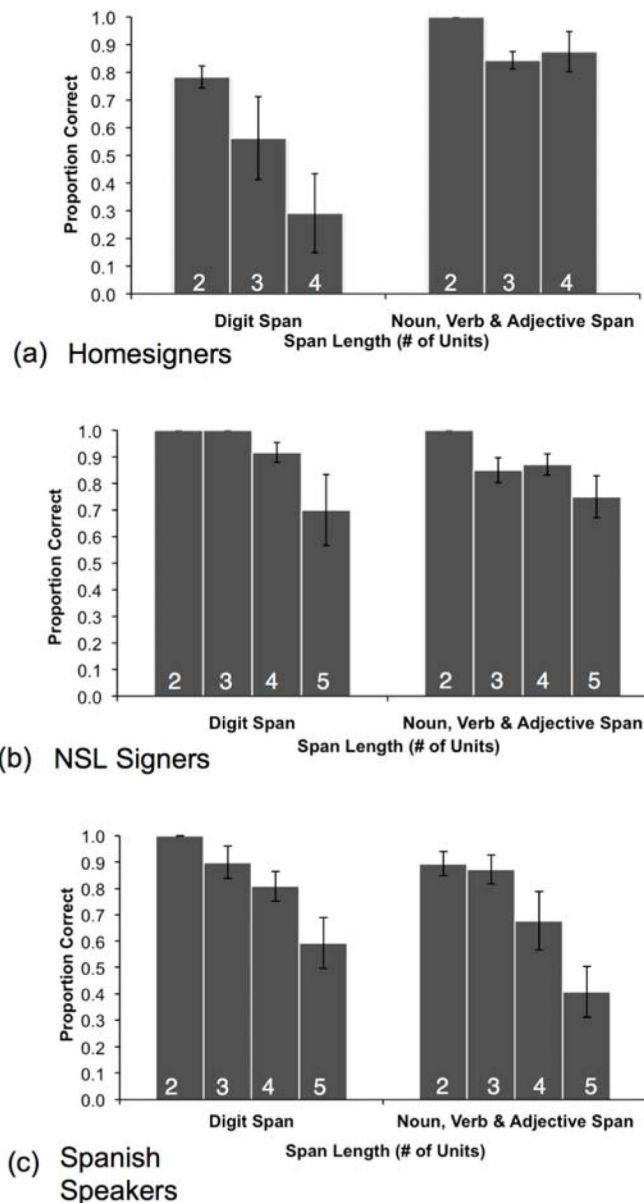 1.0
0.9
0.8
0.7
0.6
0.5
0.4
0.3
0.2
0.1
0.0
Proportion Correct
2 3 4 2 3 4
Digit Span Noun, Verb & Adjective Span
Span Length (# of Units)
(a) Homesigners
1.0
0.9
0.8
0.7
0.6
0.5
0.4
0.3
0.2
0.1
0.0
Proportion Correct
2 3 4 5 2 3 4 5
Digit Span Noun, Verb & Adjective Span
Span Length (# of Units)
(b) NSL Signers
1.0
0.9
0.8
0.7
0.6
0.5
0.4
0.3
0.2
0.1
0.0
Proportion Correct
2 3 4 5 2 3 4 5
Digit Span Noun, Verb & Adjective Span
Span Length (# of Units)
(c) Spanish
Speakers